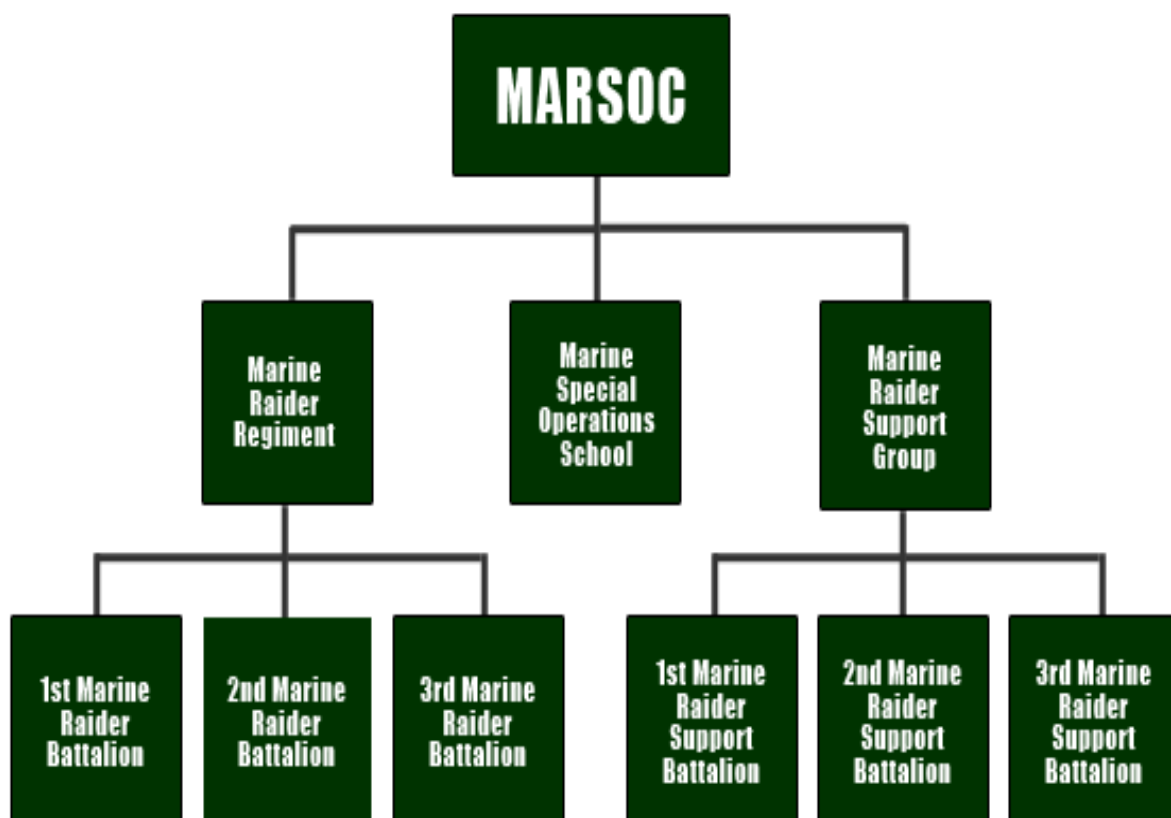 MARSOC
Marine
Raider
Regiment
Marine
Special
Operations
School
Marine
Raider
Support
Group
1st Marine
Raider
Battalion
2nd Marine
Raider
Battalion
3rd Marine
Raider
Battalion
1st Marine
Raider
Support
Battalion
2nd Marine
Raider
Support
Battalion
3rd Marine
Raider
Support
Battalion